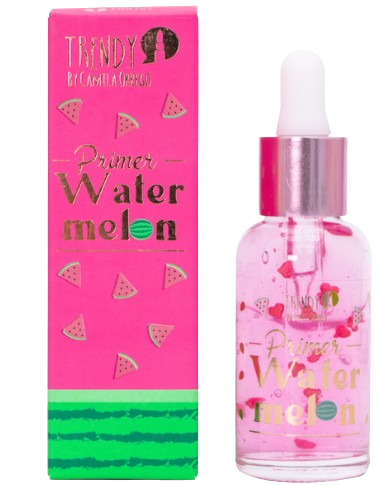 TRENDY
BY CAMILA ORREGO
Primer
Water
melon
TRENDY
Primer
Water
melon